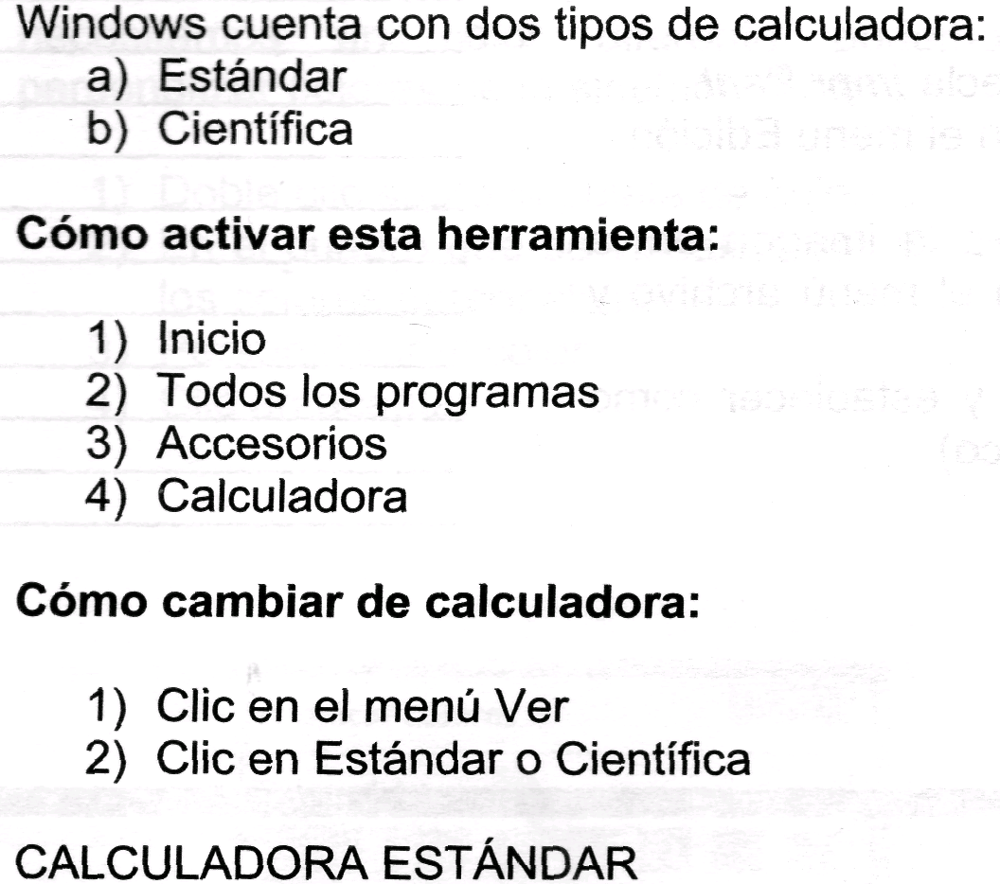 Windows cuenta con dos tipos de calculadora:
a) Estándar
b) Científica
Cómo activar esta herramienta:
1) Inicio
2) Todos los programas
3) Accesorios
4) Calculadora
Cómo cambiar de calculadora:
1) Clic en el menú Ver
2) Clic en Estándar o Científica
CALCULADORA ESTÁNDAR